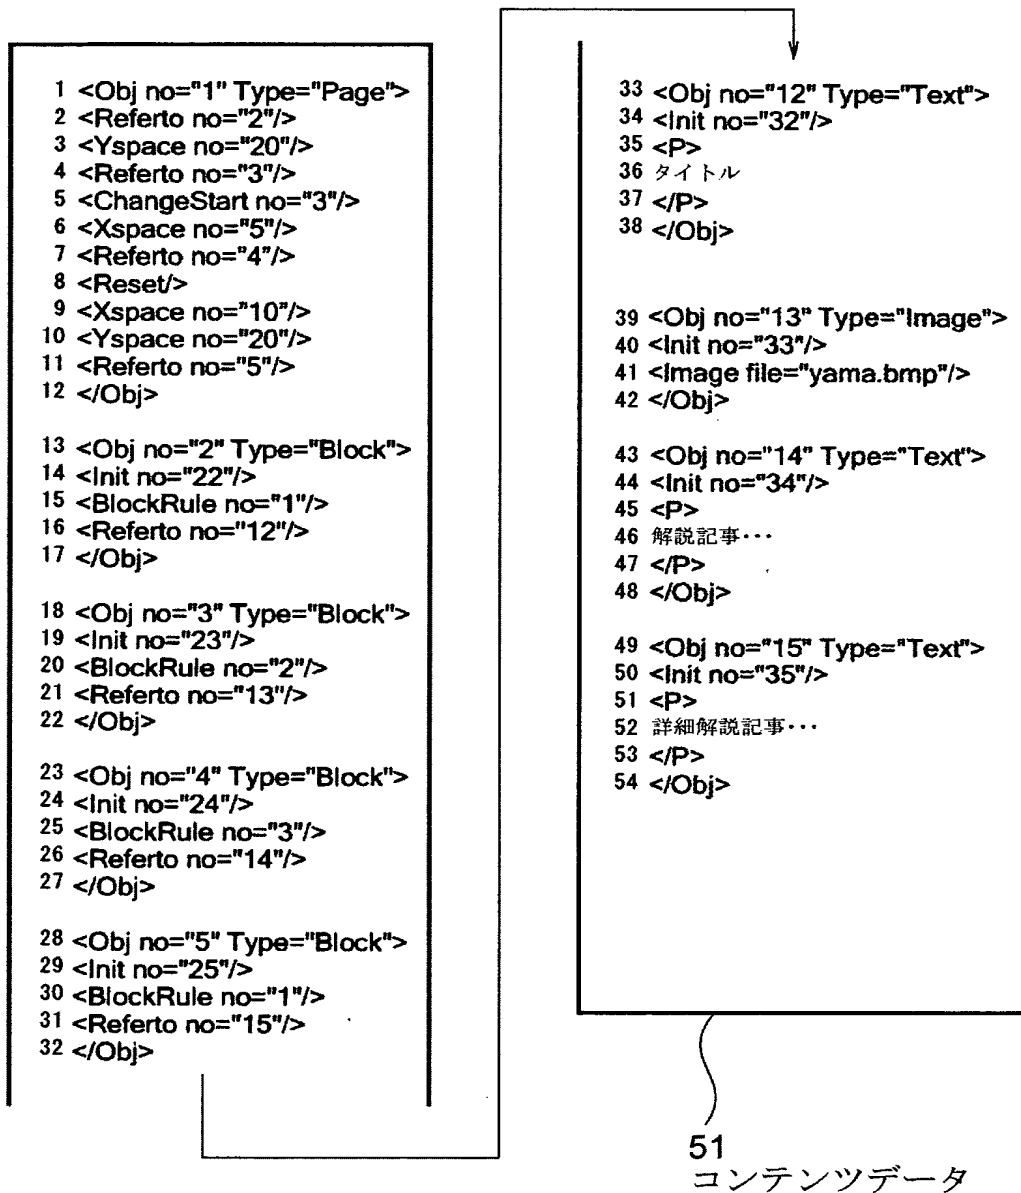 1 <Obj no="1" Type="Page">
2 <Referto no="2"/>
3 <Yspace no="20"/>
4 <Referto no="3"/>
5 <ChangeStart no="3"/>
6 <Xspace no="5"/>
7 <Referto no="4"/>
8 <Reset/>
9 <Xspace no="10"/>
10 <Yspace no="20"/>
11 <Referto no="5"/>
12 </Obj>
13 <Obj no="2" Type="Block">
14 <Init no="22"/>
15 <BlockRule no="1"/>
16 <Referto no="12"/>
17 </Obj>
18 <Obj no="3" Type="Block">
19 <Init no="23"/>
20 <BlockRule no="2"/>
21 <Referto no="13"/>
22 </Obj>
23 <Obj no="4" Type="Block">
24 <Init no="24"/>
25 <BlockRule no="3"/>
26 <Referto no="14"/>
27 </Obj>
28 <Obj no="5" Type="Block">
29 <Init no="25"/>
30 <BlockRule no="1"/>
31 <Referto no="15"/>
32 </Obj>
33 <Obj no="12" Type="Text">
34 <Init no="32"/>
35 <P>
36 タイトル
37 </P>
38 </Obj>
39 <Obj no="13" Type="Image">
40 <Init no="33"/>
41 <Image file="yama.bmp"/>
42 </Obj>
43 <Obj no="14" Type="Text">
44 <Init no="34"/>
45 <P>
46 解説記事･･･
47 </P>
48 </Obj>
49 <Obj no="15" Type="Text">
50 <Init no="35"/>
51 <P>
52 詳細解説記事･･･
53 </P>
54 </Obj>
51
コンテンツデータ